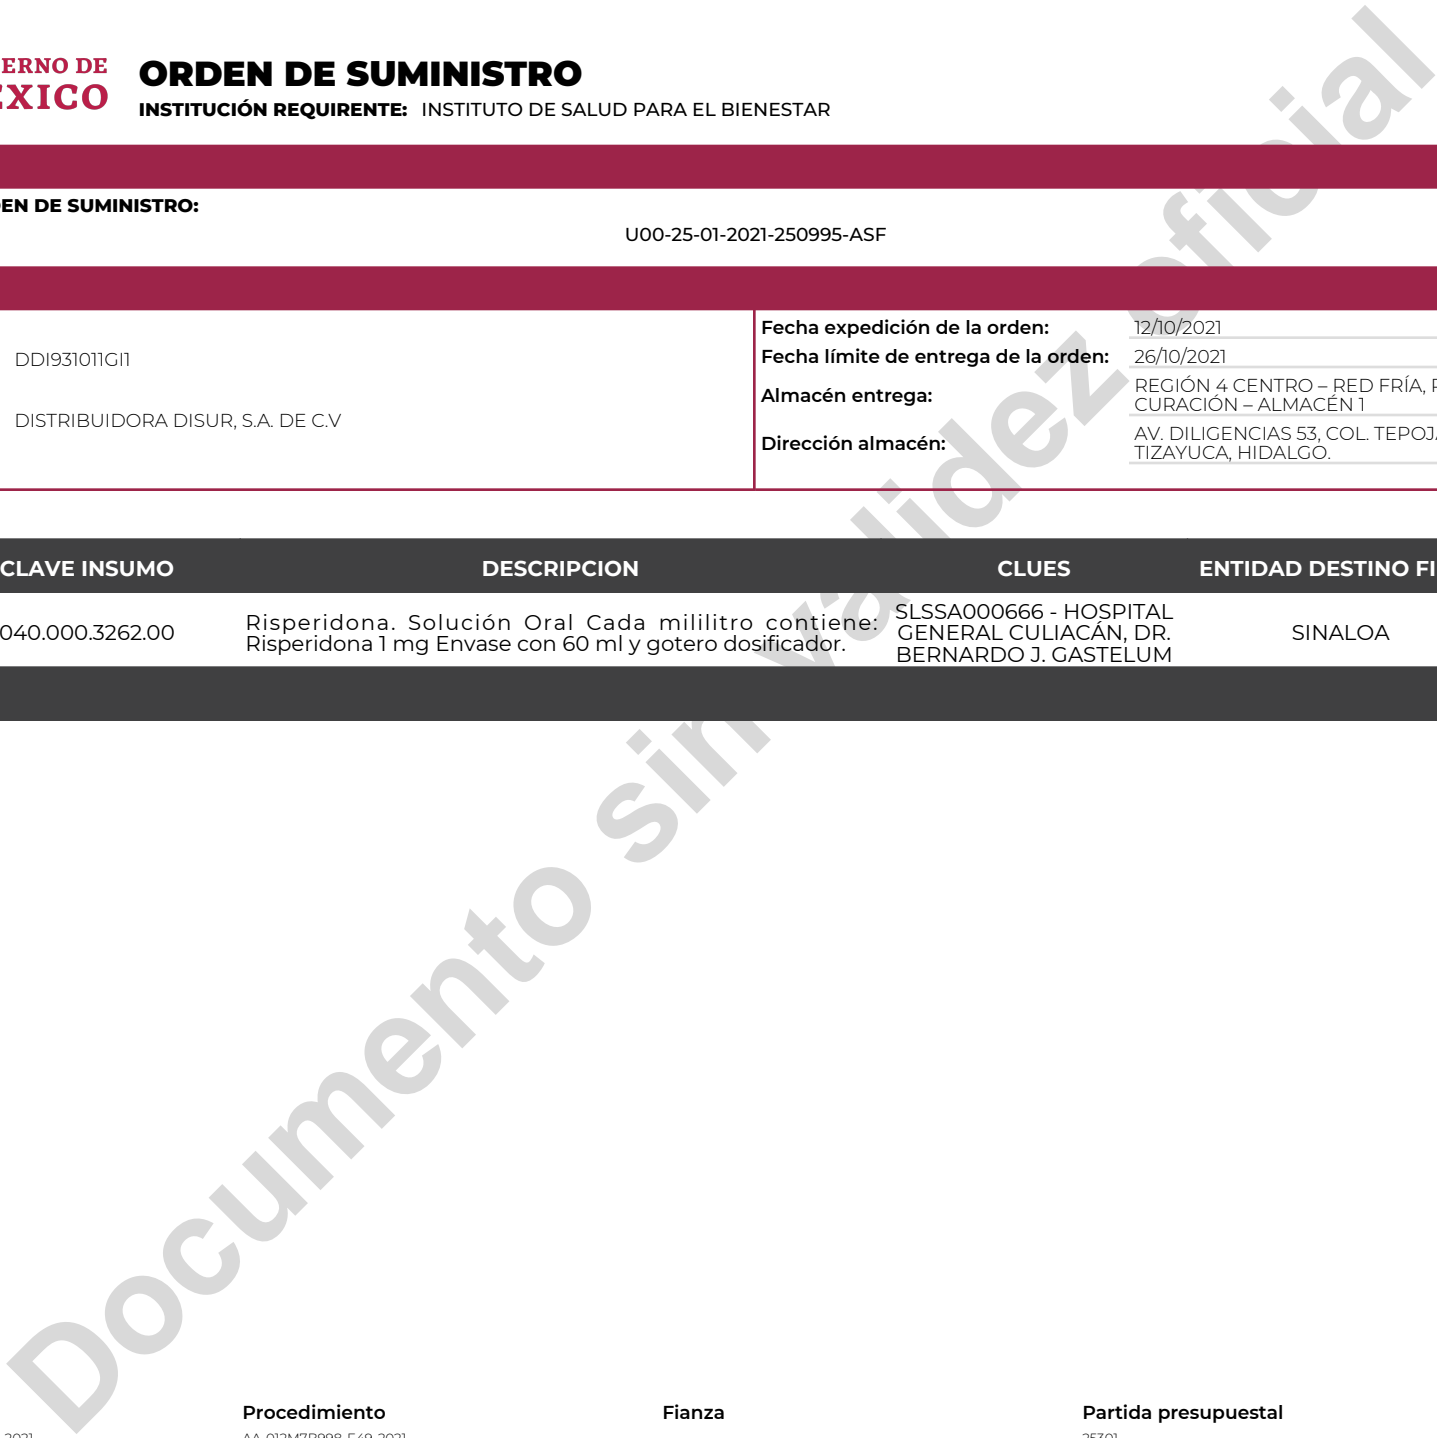 ERNO DE
EXICO
ORDEN DE SUMINISTRO
INSTITUCIÓN REQUIRENTE: INSTITUTO DE SALUD PARA EL BIENESTAR
EN DE SUMINISTRO:
U00-25-01-2021-250995-ASF
DDI931011GI1
DISTRIBUIDORA DISUR, S.A. DE C.V
Fecha expedición de la orden: 12/10/2021
Fecha límite de entrega de la orden: 26/10/2021
Almacén entrega: REGIÓN 4 CENTRO – RED FRÍA,
CURACIÓN – ALMACÉN 1
Dirección almacén: AV. DILIGENCIAS 53, COL. TEPOJ
TIZAYUCA, HIDALGO.
CLAVE INSUMO DESCRIPCION CLUES ENTIDAD DESTINO FI
040.000.3262.00
Risperidona. Solución Oral Cada mililitro contiene:
Risperidona 1 mg Envase con 60 ml y gotero dosificador.
SLSSA000666 - HOSPITAL
GENERAL CULIACÁN, DR.
BERNARDO J. GASTELUM
SINALOA
Documento sin validez oficial
Procedimiento Fianza Partida presupuestal